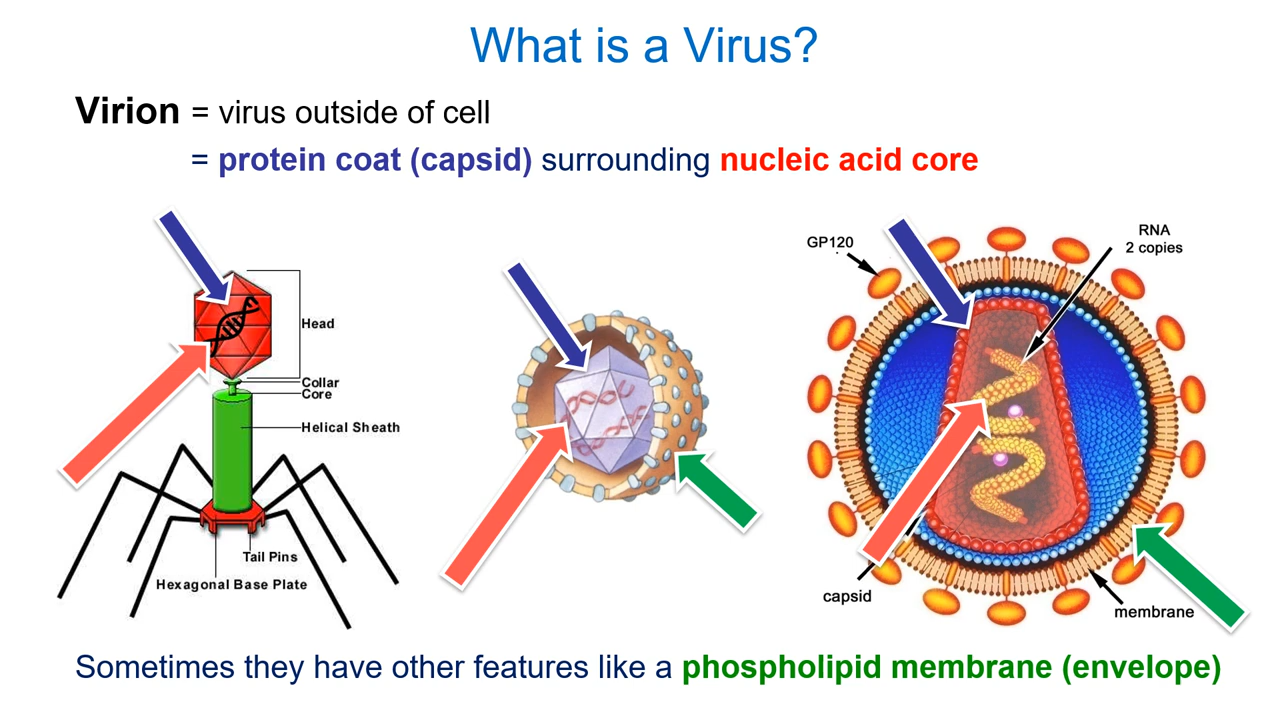 What is a Virus?
Virion = virus outside of cell
= protein coat (capsid) surrounding nucleic acid core
Head
Collar
Core
Helical Sheath
Tail Pins
Hexagonal Base Plate
GP120
RNA
2 copies
capsid
membrane
Sometimes they have other features like a phospholipid membrane (envelope)